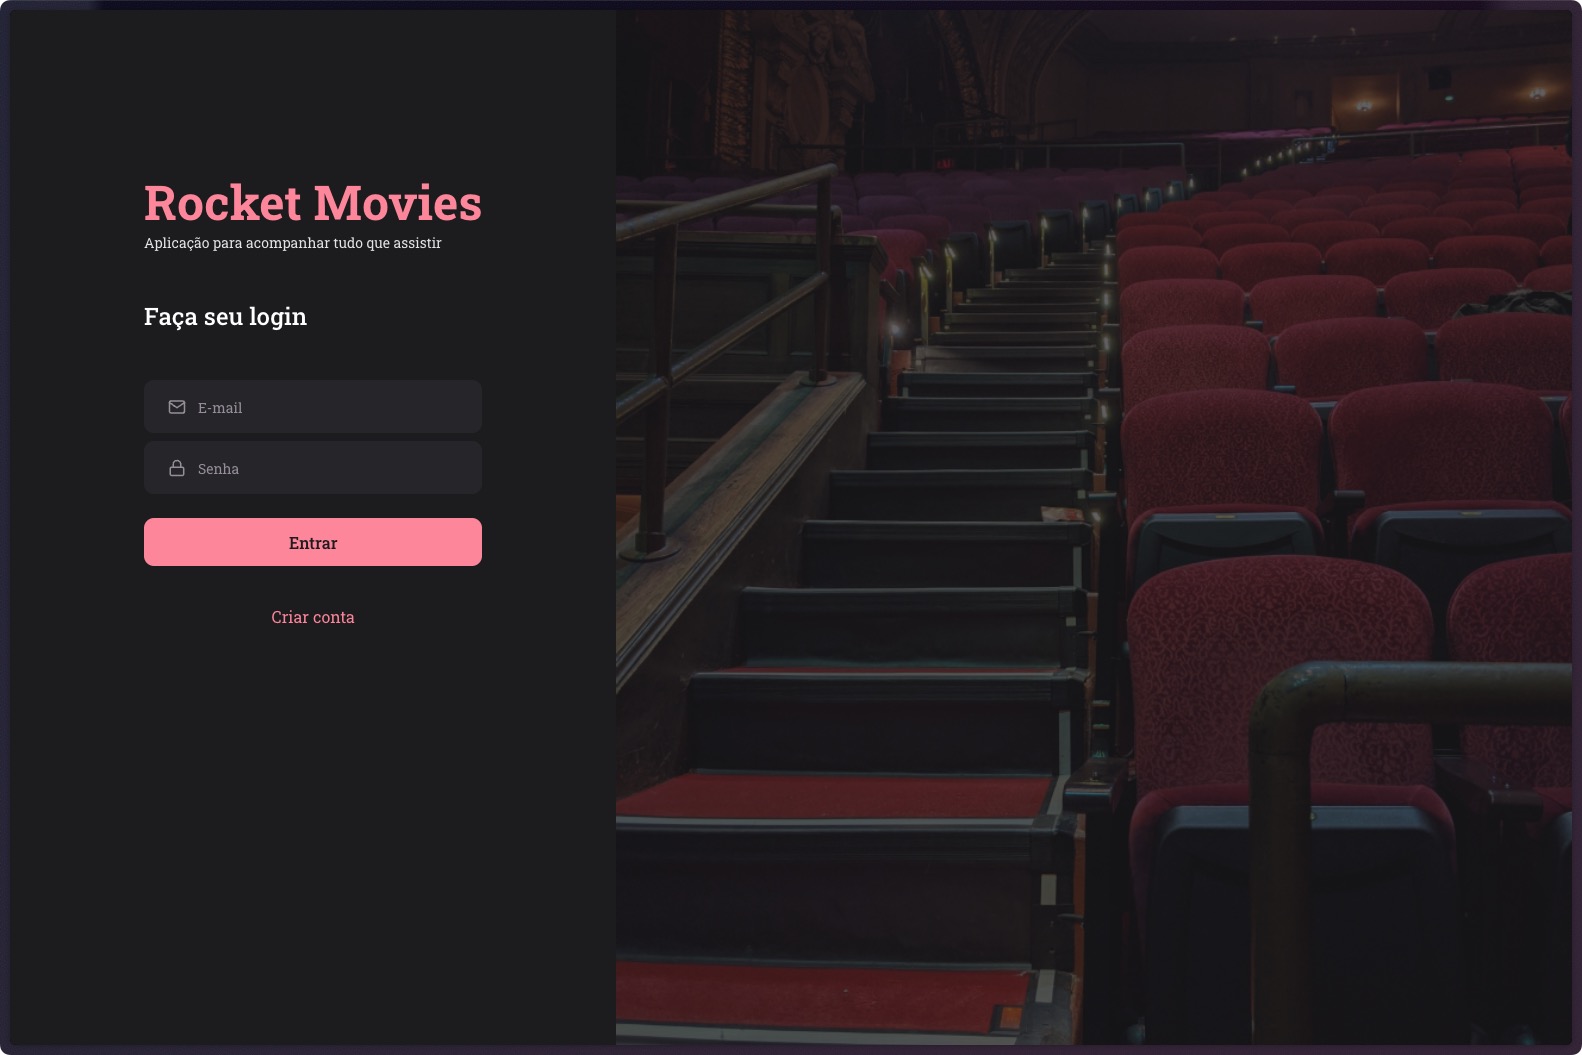 Rocket Movies
Aplicação para acompanhar tudo que assistir
Faça seu login
E-mail
Senha
Entrar
Criar conta